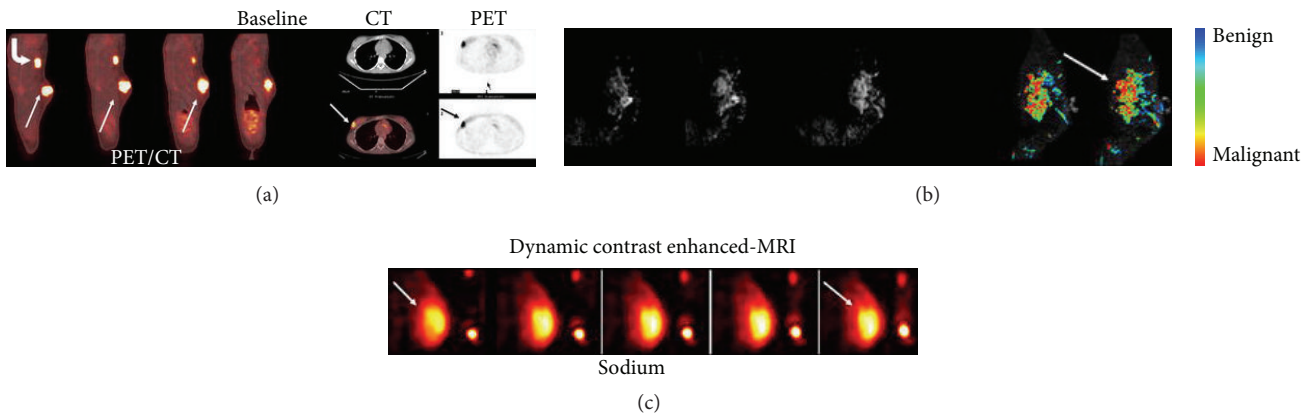 Baseline CT PET
PET/CT
(a)
Benign
Malignant
(b)
Dynamic contrast enhanced-MRI
Sodium
(c)